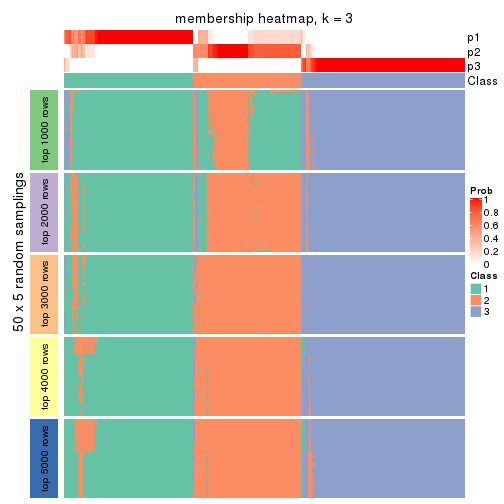 membership heatmap, k = 3
p1
p2
p3
Class
50 x 5 random samplings
top 1000 rows
top 2000 rows
top 3000 rows
top 4000 rows
top 5000 rows
Prob
1
0.8
0.6
0.4
0.2
0
Class
1
2
3